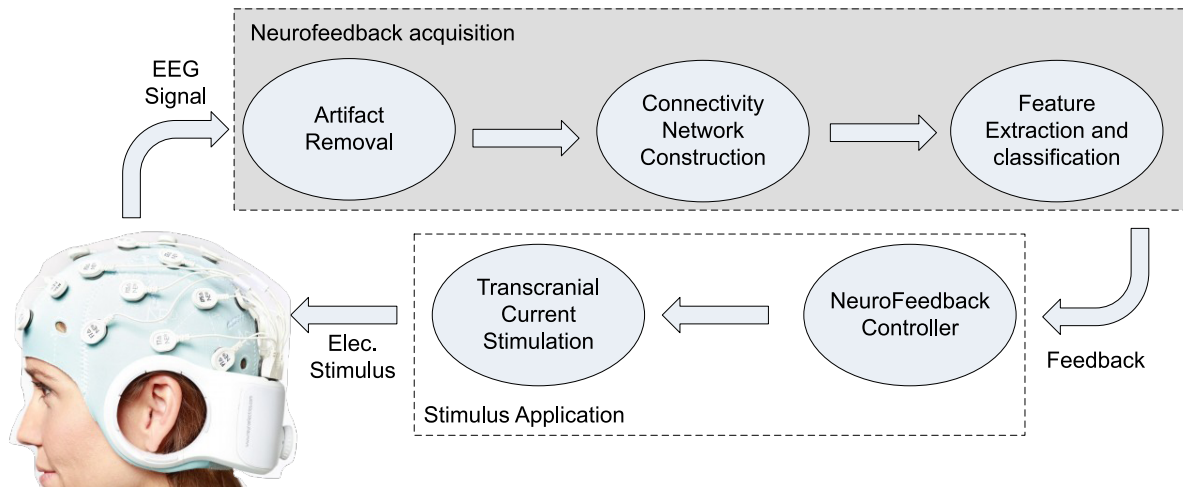 Neurofeedback acquisition
EEG
Signal
Artifact
Removal
Connectivity
Network
Construction
Feature
Extraction and
classification
Feedback
NeuroFeedback
Controller
Transcranial
Current
Stimulation
Stimulus Application
Elec.
Stimulus